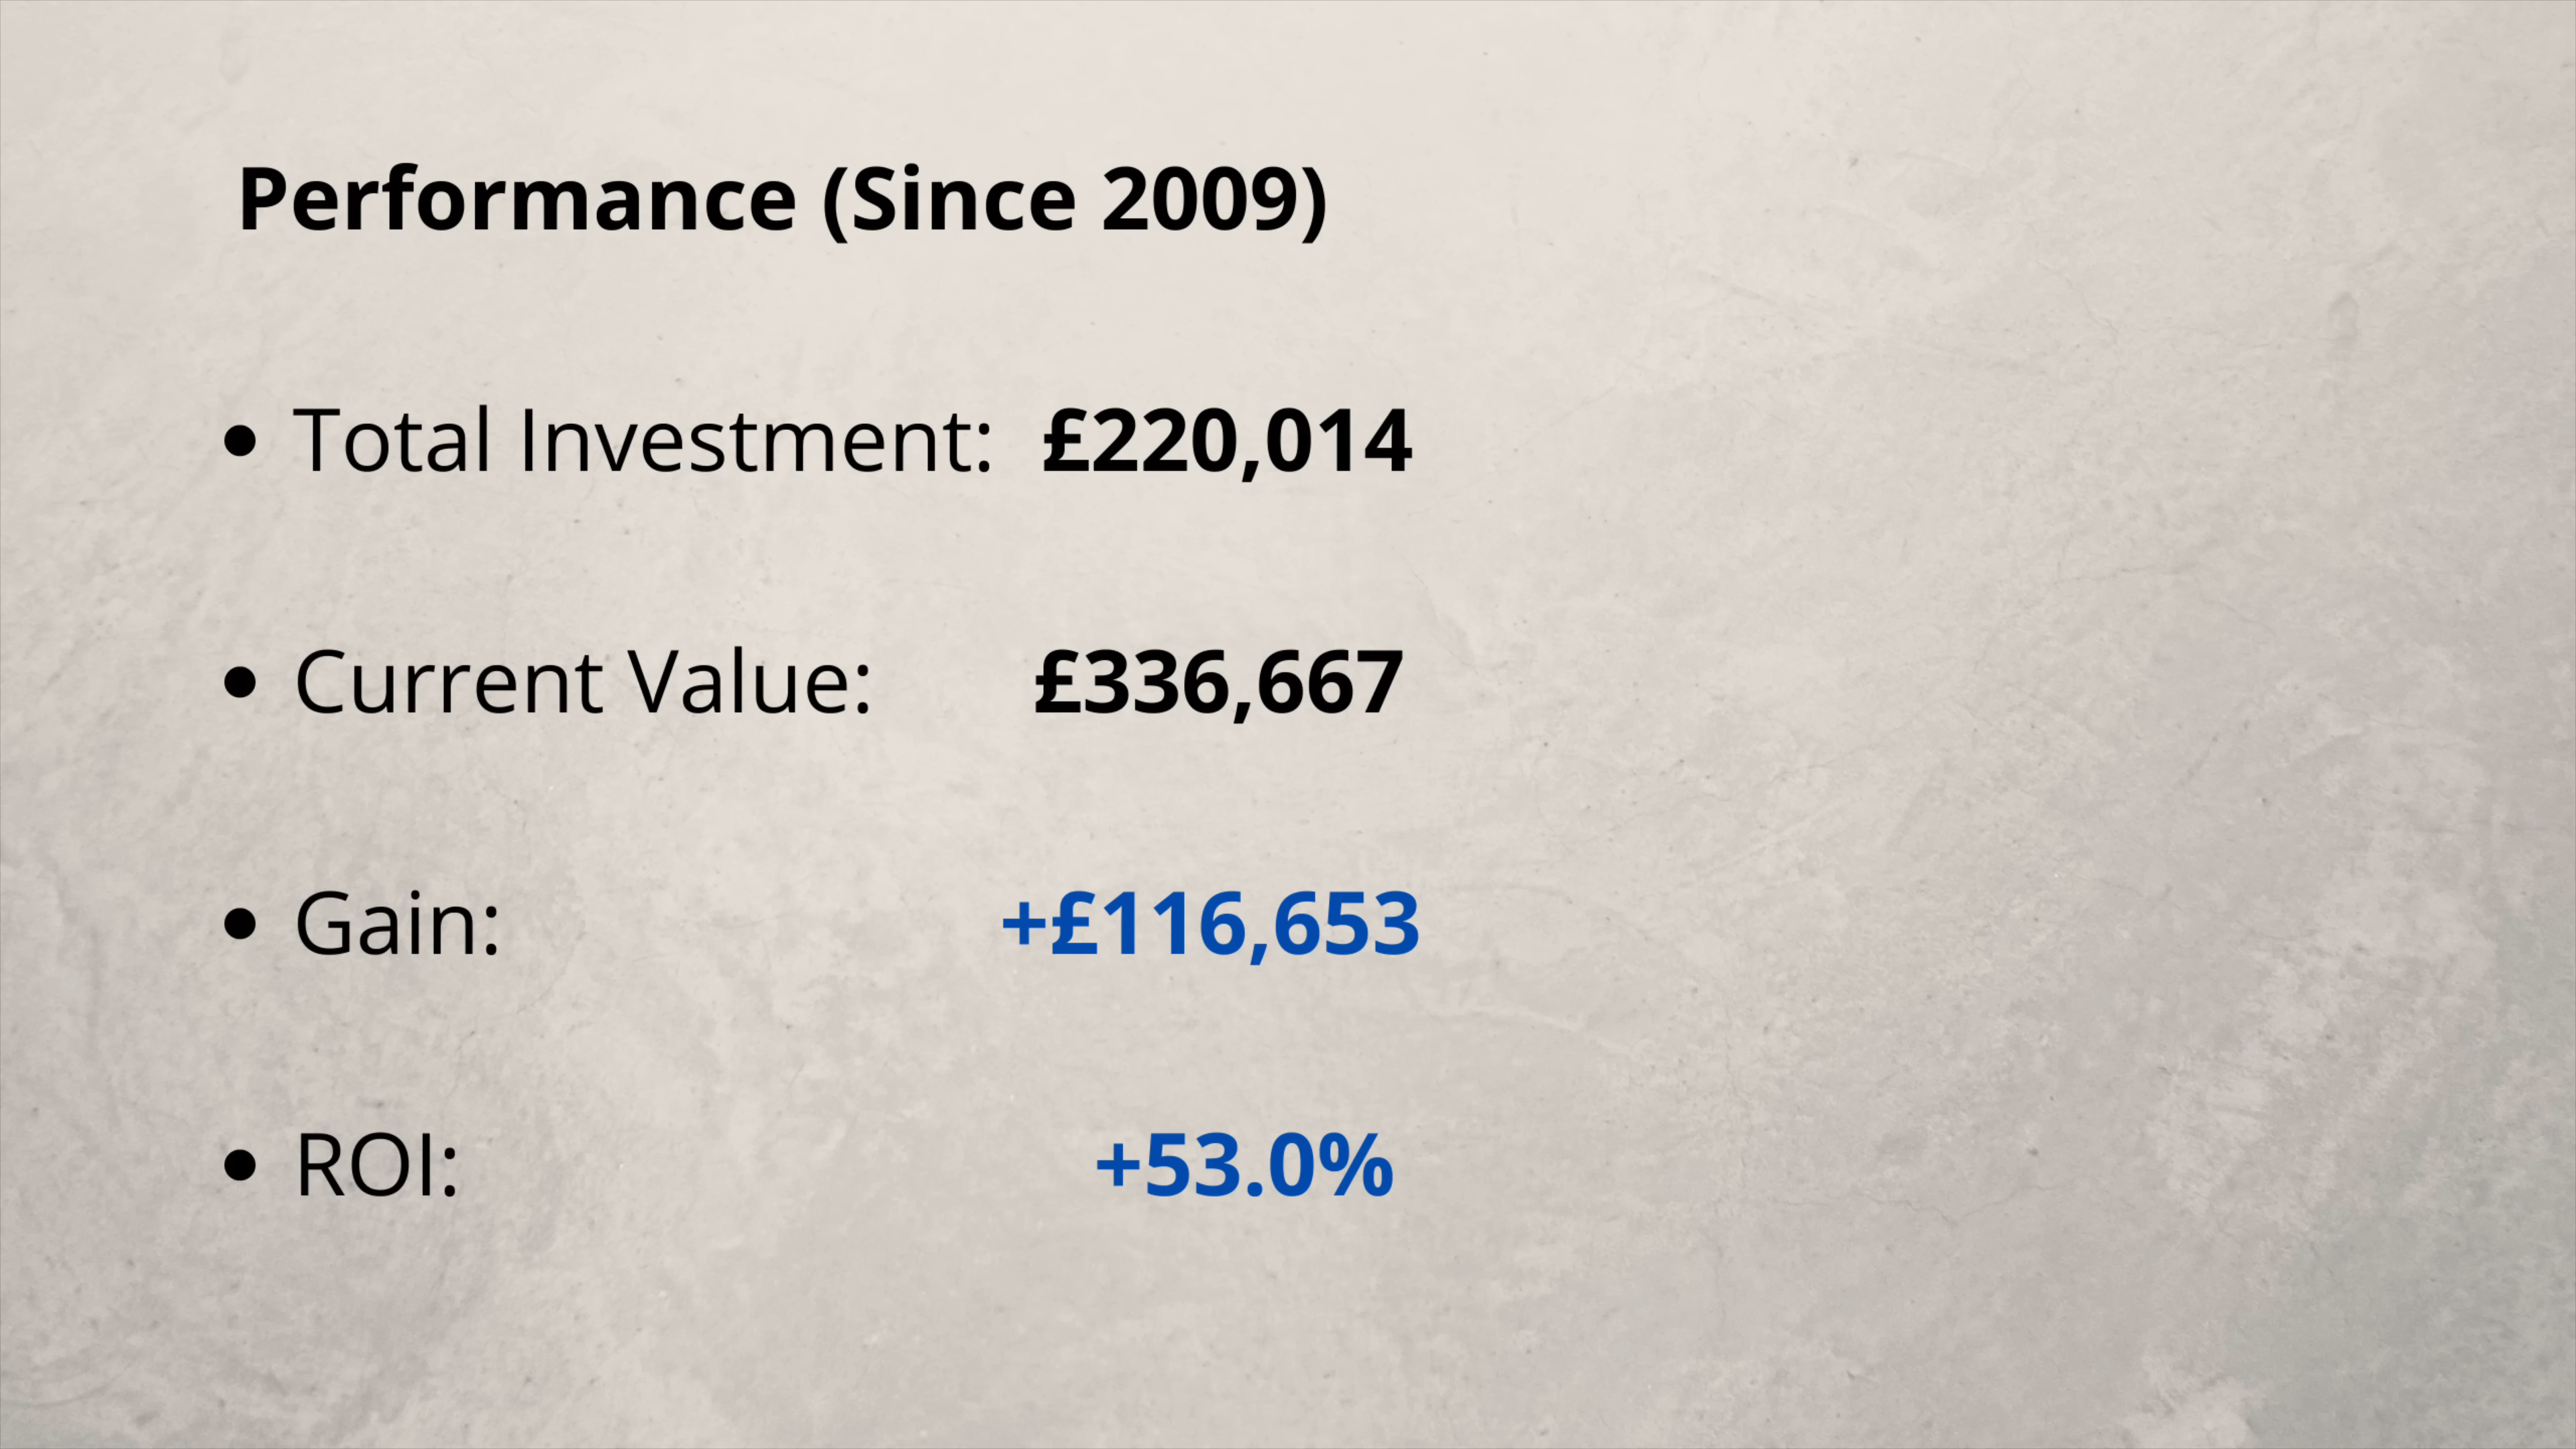 Performance (Since 2009)
• Total Investment: £220,014
• Current Value: £336,667
• Gain: +£116,653
• ROI: +53.0%